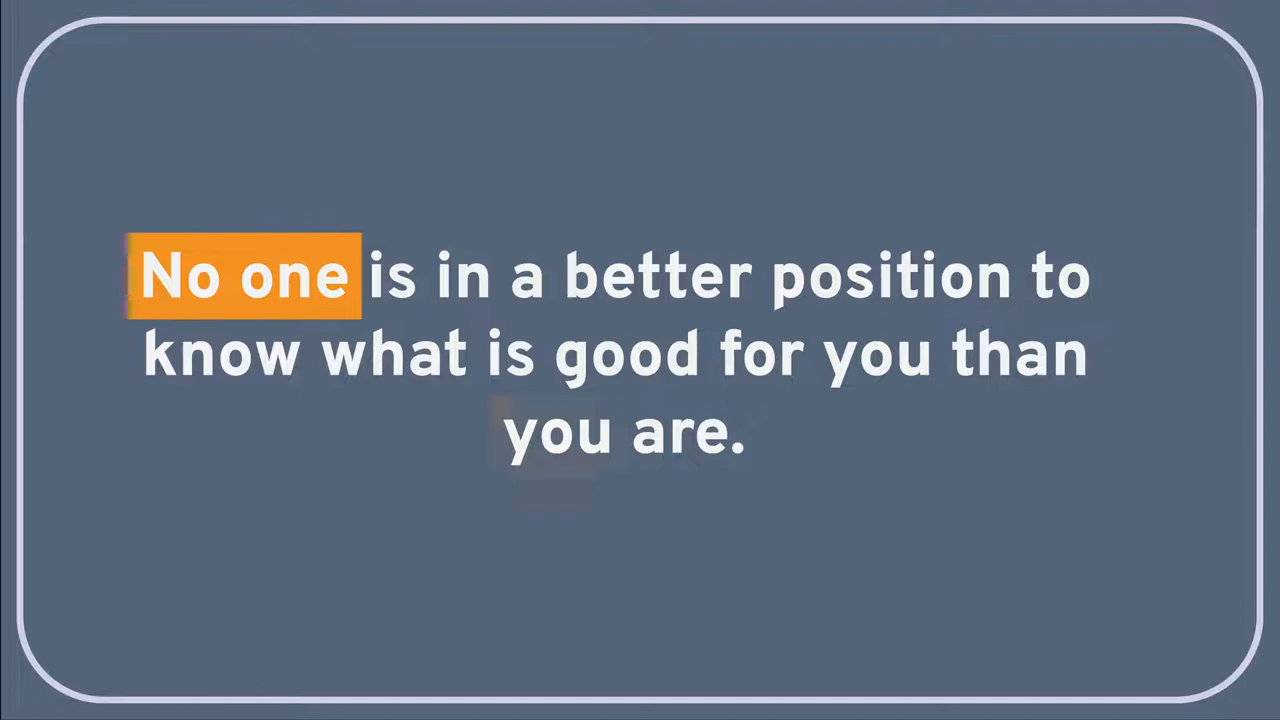 No one is in a better position to
know what is good for you than
you are.